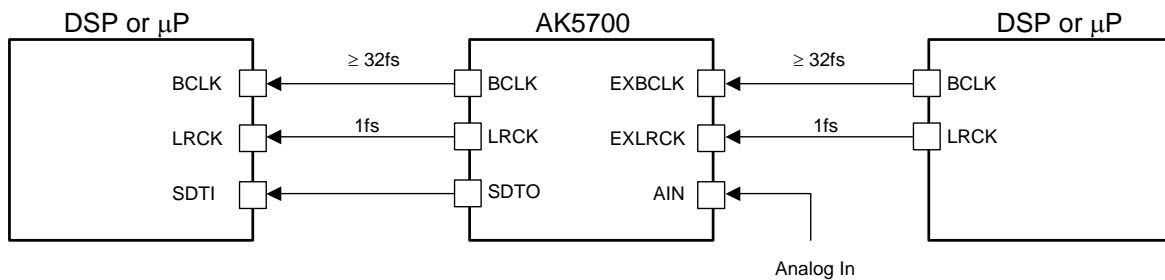 DSP or μP
AK5700
DSP or μP
BCLK
≥ 32fs
BCLK
EXBCLK
≥ 32fs
BCLK
LRCK
1fs
LRCK
EXLRCK
1fs
LRCK
SDTI
SDTO
AIN
Analog In